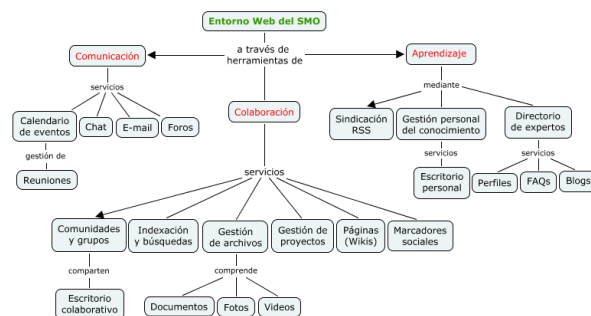 Entorno Web del SMO
a través de
herramientas de
Comunicación
Aprendizaje
servicios
mediante
Colaboración
Calendario
de eventos
Chat
E-mail
Foros
Sindicación
RSS
Gestión personal
del conocimiento
Directorio
de expertos
gestión de
servicios
servicios
Reuniones
Escritorio
personal
Perfiles
FAQs
Blogs
servicios
Comunidades
y grupos
Indexación
y búsquedas
Gestión
de archivos
Gestión de
proyectos
Páginas
(Wikis)
Marcadores
sociales
comparten
comprende
Escritorio
colaborativo
Documentos
Fotos
Videos